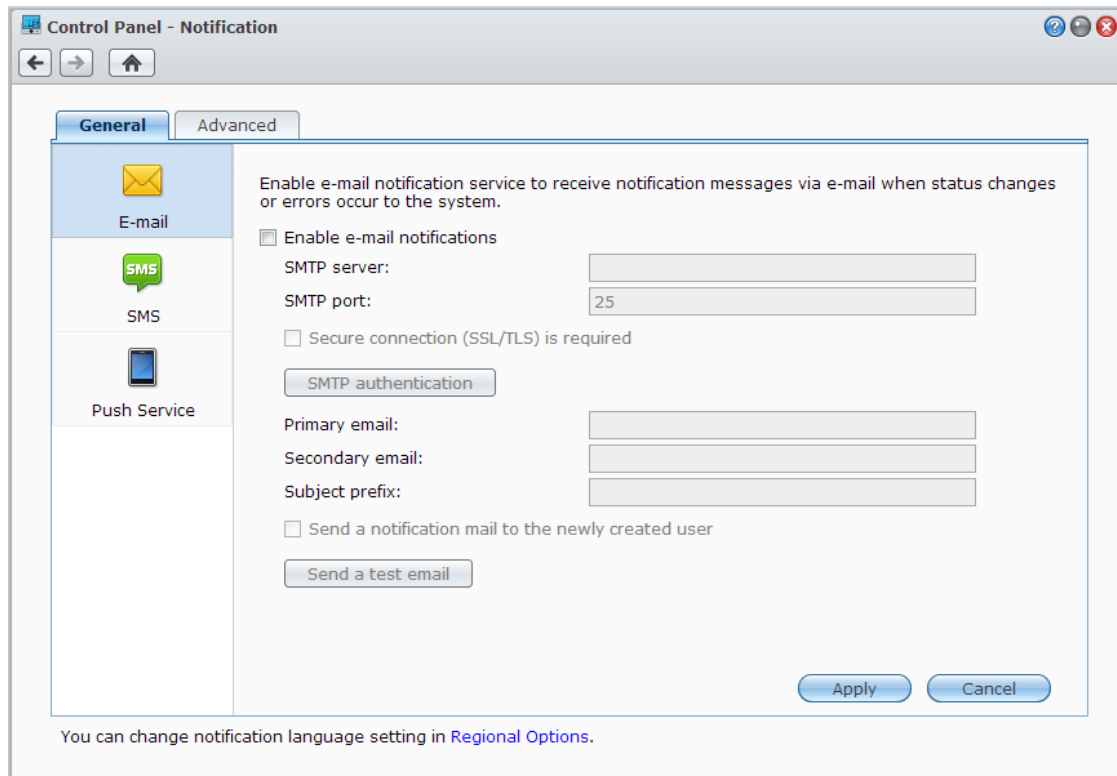 Control Panel - Notification
General
Advanced
E-mail
SMS
SMS
Push Service
Enable e-mail notification service to receive notification messages via e-mail when status changes
or errors occur to the system.
Enable e-mail notifications
SMTP server:
SMTP port: 25
Secure connection (SSL/TLS) is required
SMTP authentication
Primary email:
Secondary email:
Subject prefix:
Send a notification mail to the newly created user
Send a test email
Apply Cancel
You can change notification language setting in Regional Options.